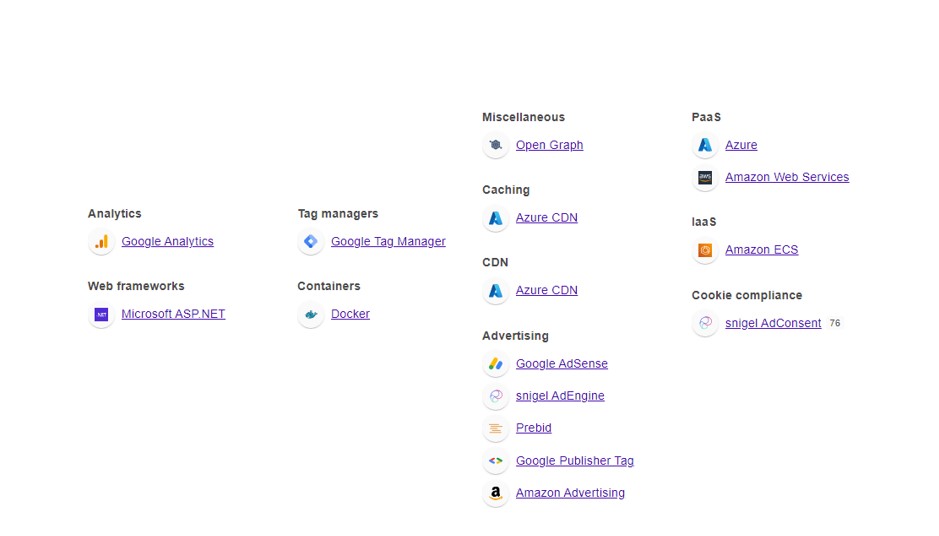 Analytics
Google Analytics
Web frameworks
Microsoft ASP.NET
Tag managers
Google Tag Manager
Containers
Docker
Miscellaneous
Open Graph
Caching
Azure CDN
CDN
Azure CDN
Advertising
Google AdSense
snigel AdEngine
Prebid
Google Publisher Tag
a Amazon Advertising
PaaS
Azure
aws Amazon Web Services
IaaS
Amazon ECS
Cookie compliance
snigel AdConsent 76